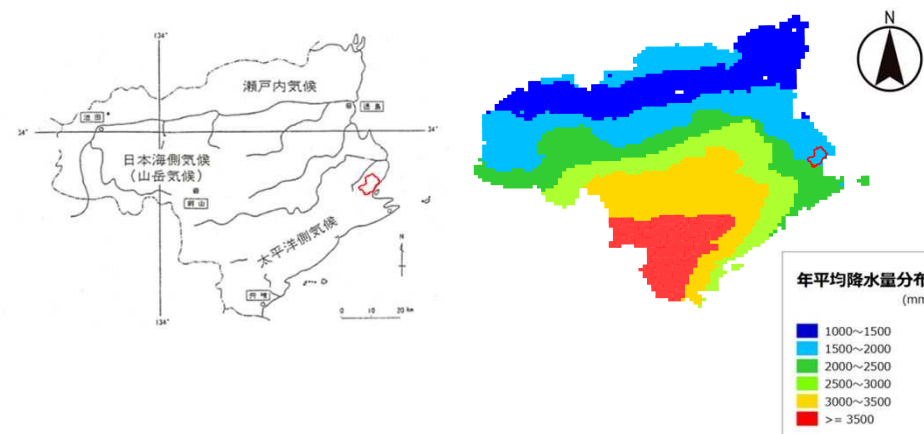 134°
瀬戸内気候
徳島
池田
34°
34°
日本海側気候
(山岳気候)
剣山
太平洋側気候
N
134°
0 10 20 km
N
年平均降水量分布
(mm
1000～1500
1500～2000
2000～2500
2500～3000
3000～3500
>= 3500